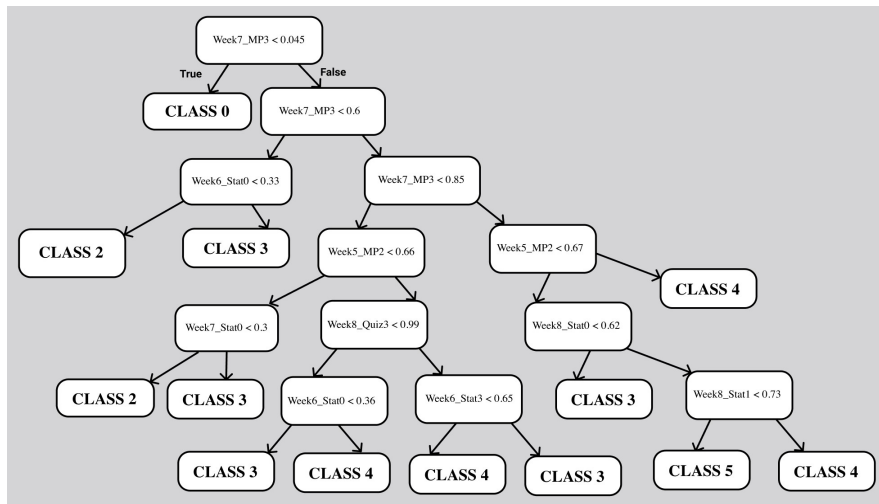 Week7_MP3 < 0.045
True
False
CLASS 0
Week7_MP3 < 0.6
Week6_Stat0 < 0.33
Week7_MP3 < 0.85
CLASS 2
CLASS 3
Week5_MP2 < 0.66
Week5_MP2 < 0.67
CLASS 4
Week7_Stat0 < 0.3
Week8_Quiz3 < 0.99
Week8_Stat0 < 0.62
CLASS 2
CLASS 3
Week6_Stat0 < 0.36
Week6_Stat3 < 0.65
CLASS 3
Week8_Stat1 < 0.73
CLASS 3
CLASS 4
CLASS 4
CLASS 3
CLASS 5
CLASS 4